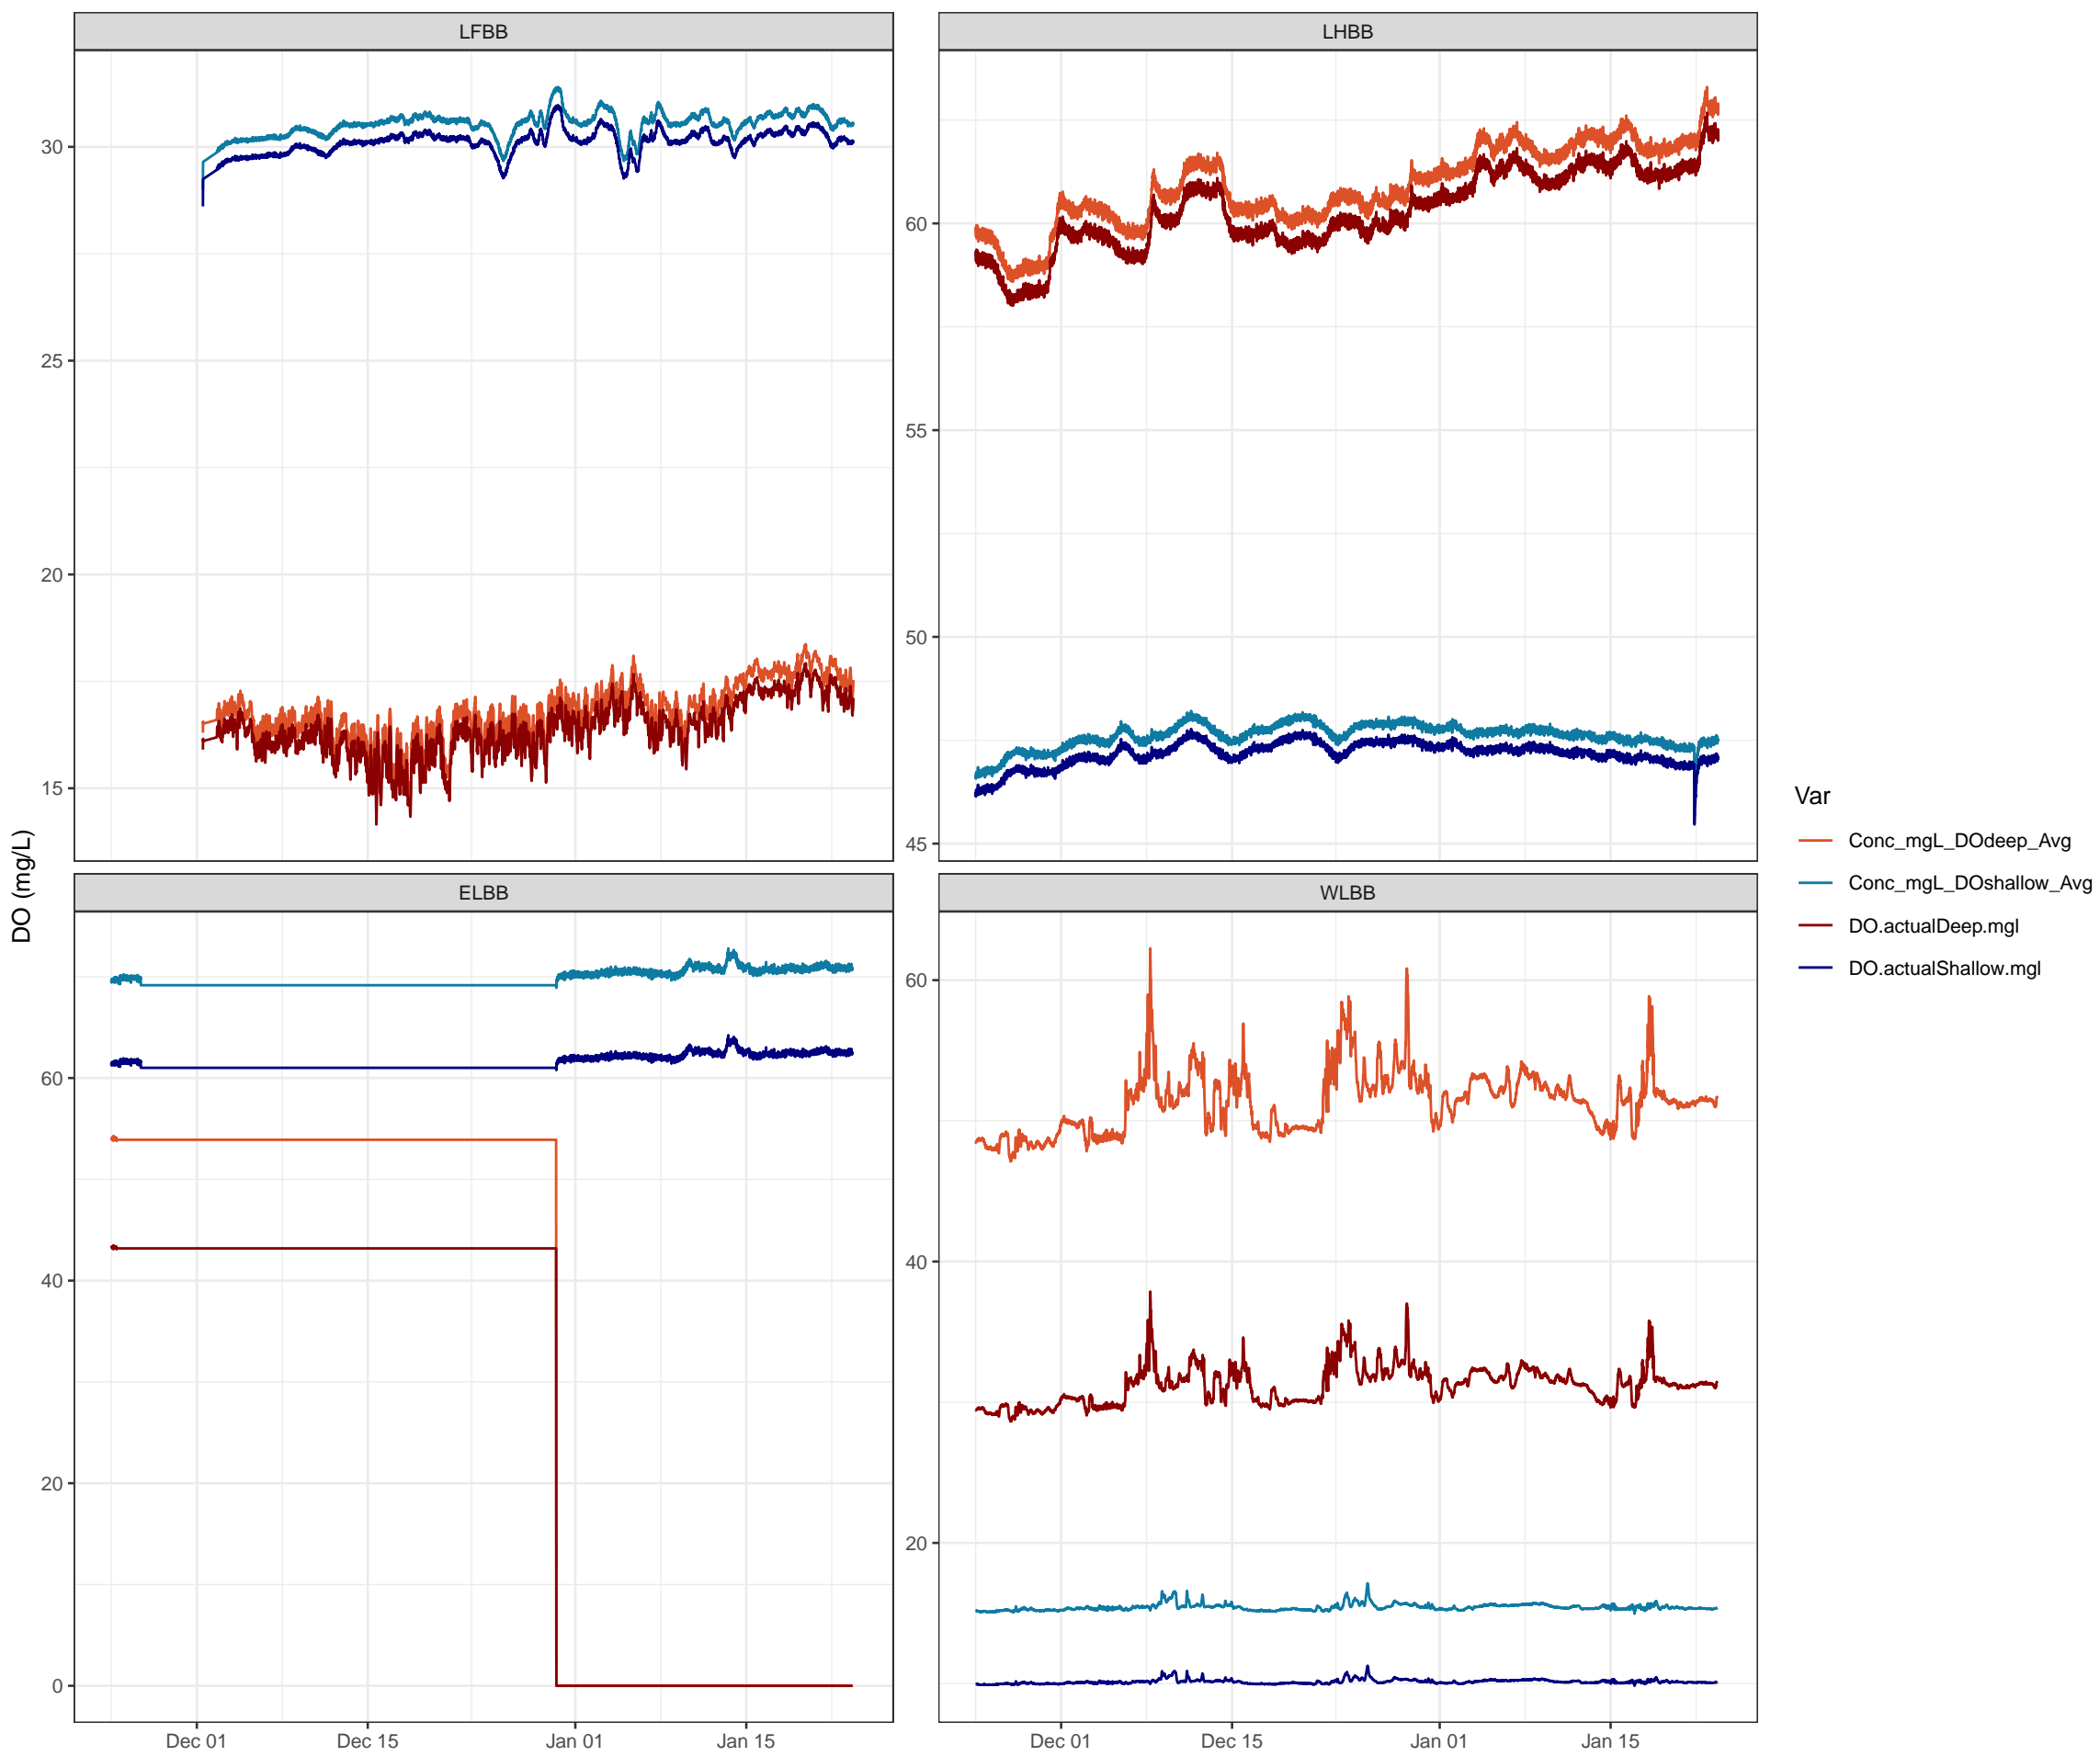 LFBB
LHBB
30
25
20
15
60
55
50
45
DO (mg/L)
ELBB
WLBB
60
40
20
0
60
40
20
Dec 01
Dec 15
Jan 01
Jan 15
Dec 01
Dec 15
Jan 01
Jan 15
Var
Conc_mgL_DOdeep_Avg
Conc_mgL_DOshallow_Avg
DO.actualDeep.mgl
DO.actualShallow.mgl